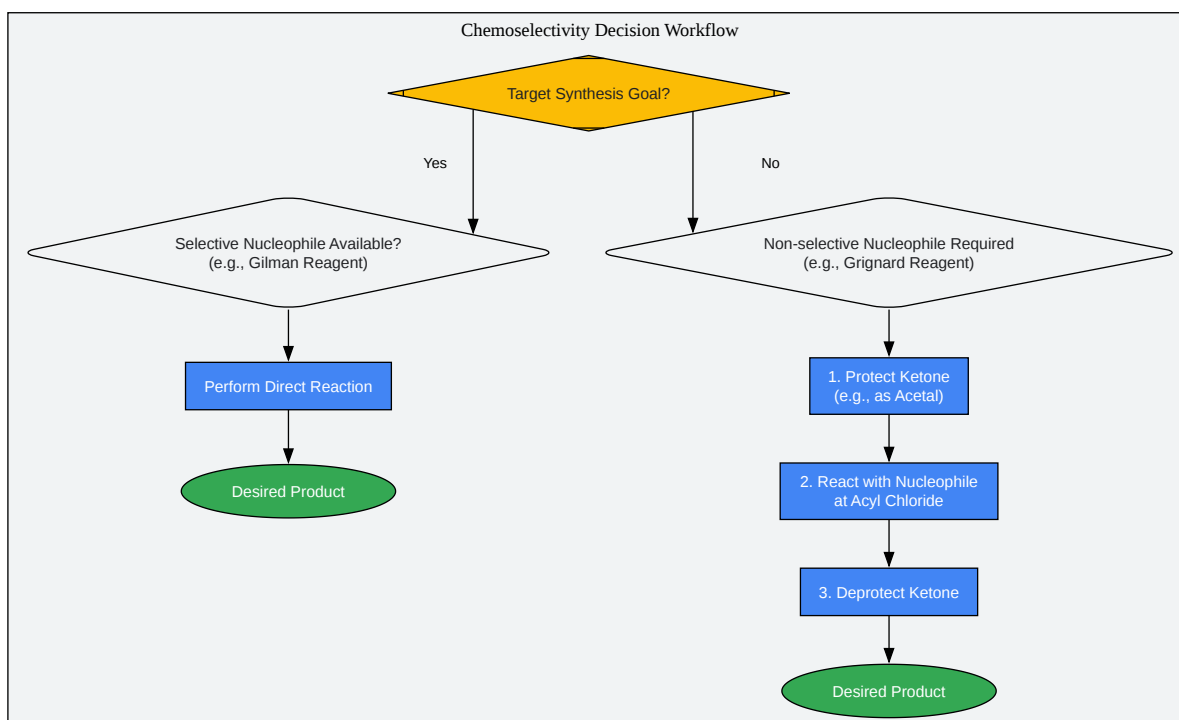 Chemoselectivity Decision Workflow
Target Synthesis Goal?
Yes
No
Selective Nucleophile Available?
(e.g., Gilman Reagent)
Non-selective Nucleophile Required
(e.g., Grignard Reagent)
Perform Direct Reaction
1. Protect Ketone
(e.g., as Acetal)
Desired Product
2. React with Nucleophile
at Acyl Chloride
3. Deprotect Ketone
Desired Product